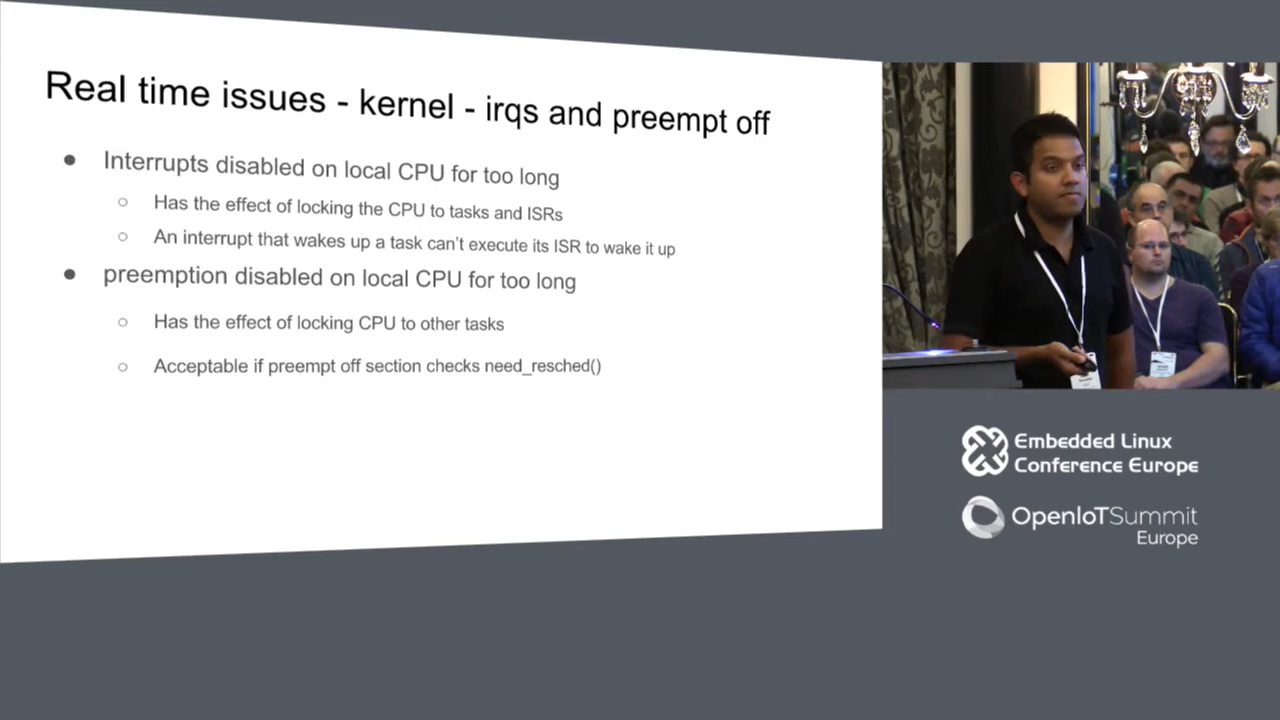 Real time issues - kernel - irqs and preempt off
● Interrupts disabled on local CPU for too long
○ Has the effect of locking the CPU to tasks and ISRs
○ An interrupt that wakes up a task can't execute its ISR to wake it up
● preemption disabled on local CPU for too long
○ Has the effect of locking CPU to other tasks
○ Acceptable if preempt off section checks need_resched()
Embedded Linux
Conference Europe
OpenIoTSummit
Europe